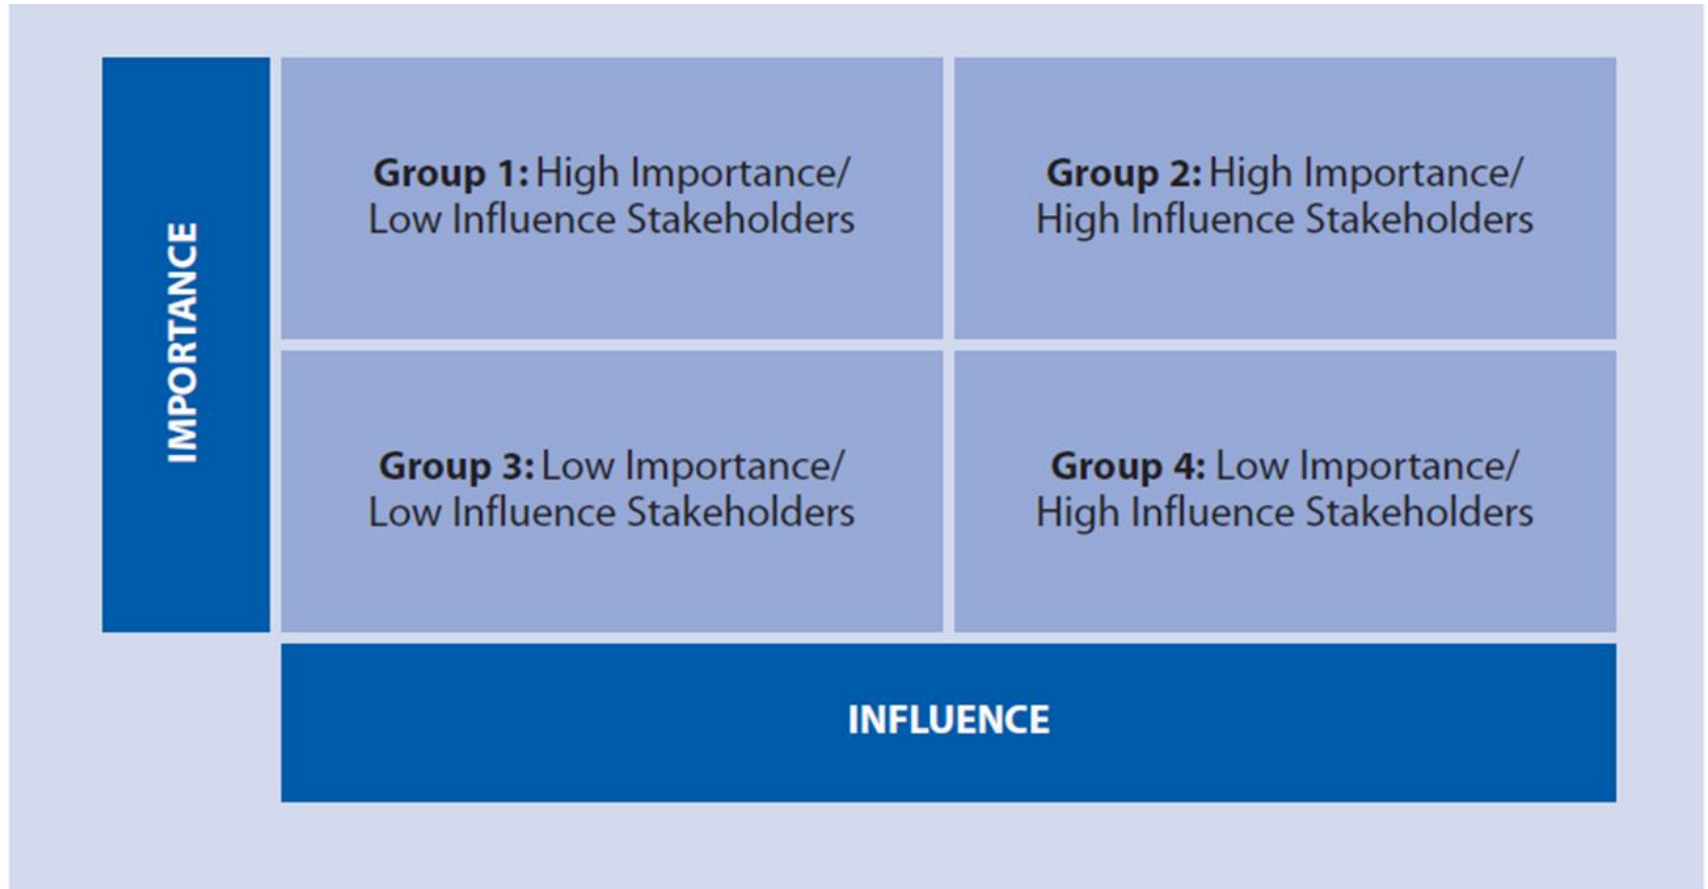 IMPORTANCE
Group 1: High Importance/
Low Influence Stakeholders
Group 2: High Importance/
High Influence Stakeholders
Group 3: Low Importance/
Low Influence Stakeholders
Group 4: Low Importance/
High Influence Stakeholders
INFLUENCE